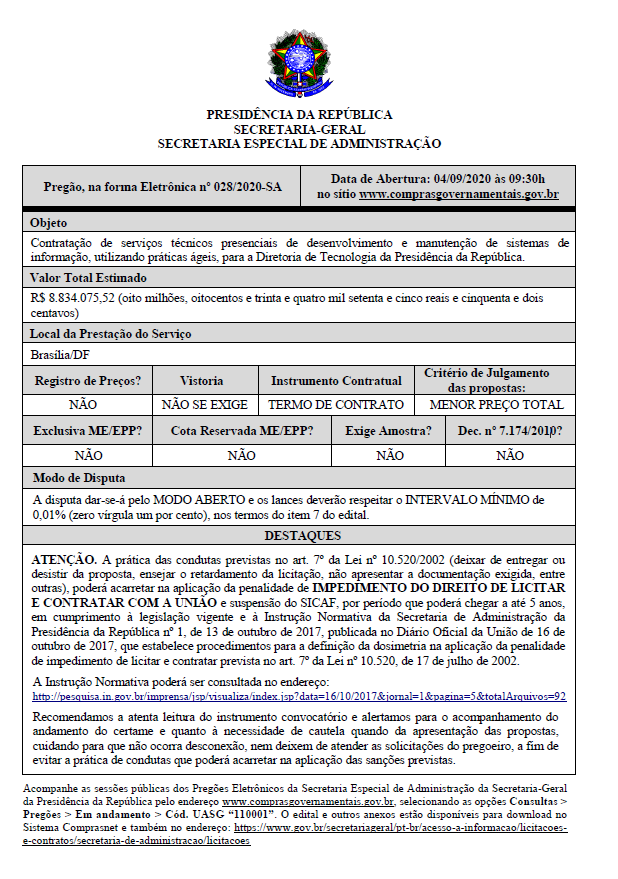 PRESIDÊNCIA DA REPÚBLICA
SECRETARIA-GERAL
SECRETARIA ESPECIAL DE ADMINISTRAÇÃO
Pregão, na forma Eletrônica nº 028/2020-SA
Data de Abertura: 04/09/2020 às 09:30h
no sítio www.comprasgovernamentais.gov.br
Objeto
Contratação de serviços técnicos presenciais de desenvolvimento e manutenção de sistemas de
informação, utilizando práticas ágeis, para a Diretoria de Tecnologia da Presidência da República.
Valor Total Estimado
R$ 8.834.075,52 (oito milhões, oitocentos e trinta e quatro mil setenta e cinco reais e cinquenta e dois
centavos)
Local da Prestação do Serviço
Brasília/DF
Registro de Preços?
Vistoria
Instrumento Contratual
Critério de Julgamento
das propostas:
NÃO
NÃO SE EXIGE
TERMO DE CONTRATO
MENOR PREÇO TOTAL
Exclusiva ME/EPP?
Cota Reservada ME/EPP?
Exige Amostra?
Dec. nº 7.174/2010?
NÃO
NÃO
NÃO
NÃO
Modo de Disputa
A disputa dar-se-á pelo MODO ABERTO e os lances deverão respeitar o INTERVALO MÍNIMO de
0,01% (zero vírgula um por cento), nos termos do item 7 do edital.
DESTAQUES
ATENÇÃO. A prática das condutas previstas no art. 7º da Lei nº 10.520/2002 (deixar de entregar ou
desistir da proposta, ensejar o retardamento da licitação, não apresentar a documentação exigida, entre
outras), poderá acarretar na aplicação da penalidade de IMPEDIMENTO DO DIREITO DE LICITAR
E CONTRATAR COM A UNIÃO e suspensão do SICAF, por período que poderá chegar a até 5 anos,
em cumprimento à legislação vigente e à Instrução Normativa da Secretaria de Administração da
Presidência da República nº 1, de 13 de outubro de 2017, publicada no Diário Oficial da União de 16 de
outubro de 2017, que estabelece procedimentos para a definição da dosimetria na aplicação da penalidade
de impedimento de licitar e contratar prevista no art. 7º da Lei nº 10.520, de 17 de julho de 2002.
A Instrução Normativa poderá ser consultada no endereço:
http://pesquisa.in.gov.br/imprensa/jsp/visualiza/index.jsp?data=16/10/2017&jornal=1&pagina=5&totalArquivos=92
Recomendamos a atenta leitura do instrumento convocatório e alertamos para o acompanhamento do
andamento do certame e quanto à necessidade de cautela quando da apresentação das propostas,
cuidando para que não ocorra desconexão, nem deixem de atender as solicitações do pregoeiro, a fim de
evitar a prática de condutas que poderá acarretar na aplicação das sanções previstas.
Acompanhe as sessões públicas dos Pregões Eletrônicos da Secretaria Especial de Administração da Secretaria-Geral
da Presidência da República pelo endereço www.comprasgovernamentais.gov.br, selecionando as opções Consultas >
Pregões > Em andamento > Cód. UASG “110001”. O edital e outros anexos estão disponíveis para download no
Sistema Comprasnet e também no endereço: https://www.gov.br/secretariageral/pt-br/acesso-a-informacao/licitacoes-
e-contratos/secretaria-de-administracao/licitacoes